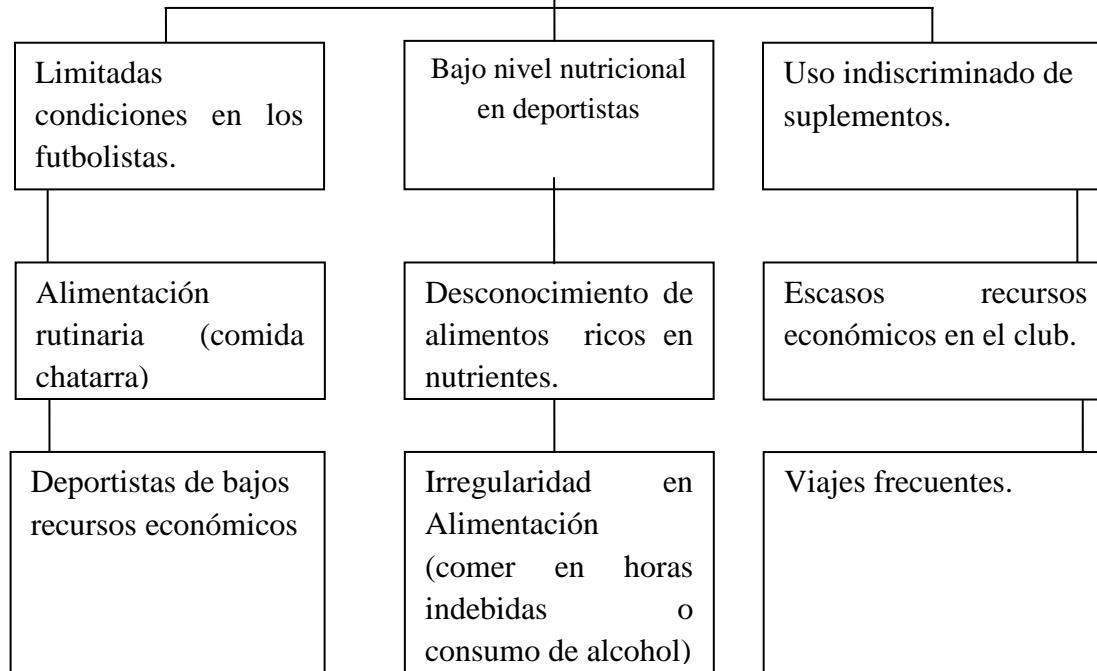 Limitadas
condiciones en los
futbolistas.
Bajo nivel nutricional
en deportistas
Uso indiscriminado de
suplementos.
Alimentación
rutinaria (comida
chatarra)
Desconocimiento de
alimentos ricos en
nutrientes.
Escasos recursos
económicos en el club.
Deportistas de bajos
recursos económicos
Irregularidad en
Alimentación
(comer en horas
indebidas o
consumo de alcohol)
Viajes frecuentes.